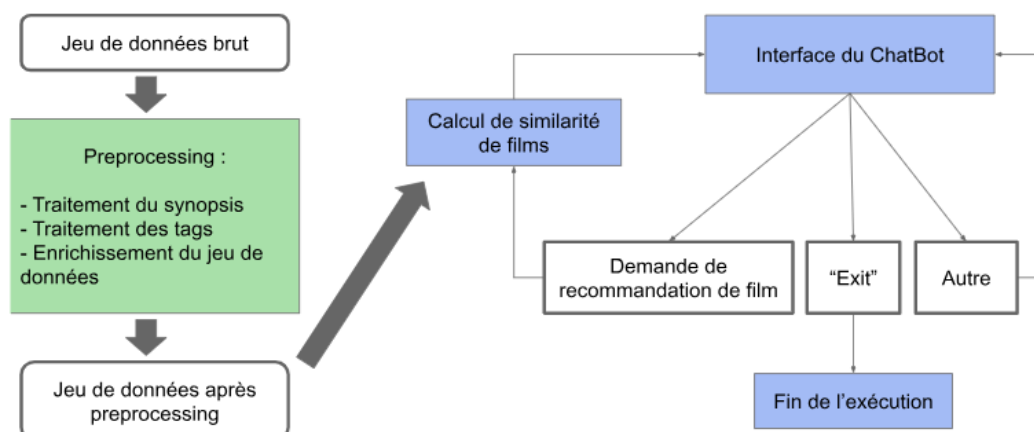 Jeu de données brut
Preprocessing :
- Traitement du synopsis
- Traitement des tags
- Enrichissement du jeu de
données
Jeu de données après
preprocessing
Calcul de similarité
de films
Interface du ChatBot
Demande de
recommandation de film
“Exit”
Autre
Fin de l’exécution